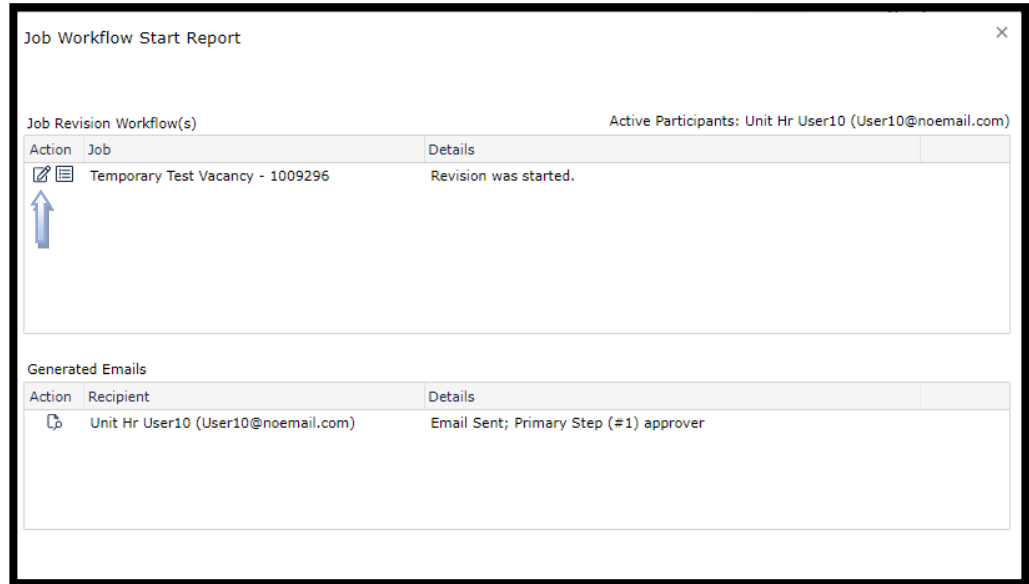 Job Workflow Start Report
Job Revision Workflow(s) Active Participants: Unit Hr User10 (User10@noemail.com)
Action Job Details
Temporary Test Vacancy - 1009296 Revision was started.
Generated Emails
Action Recipient Details
Unit Hr User10 (User10@noemail.com) Email Sent; Primary Step (#1) approver